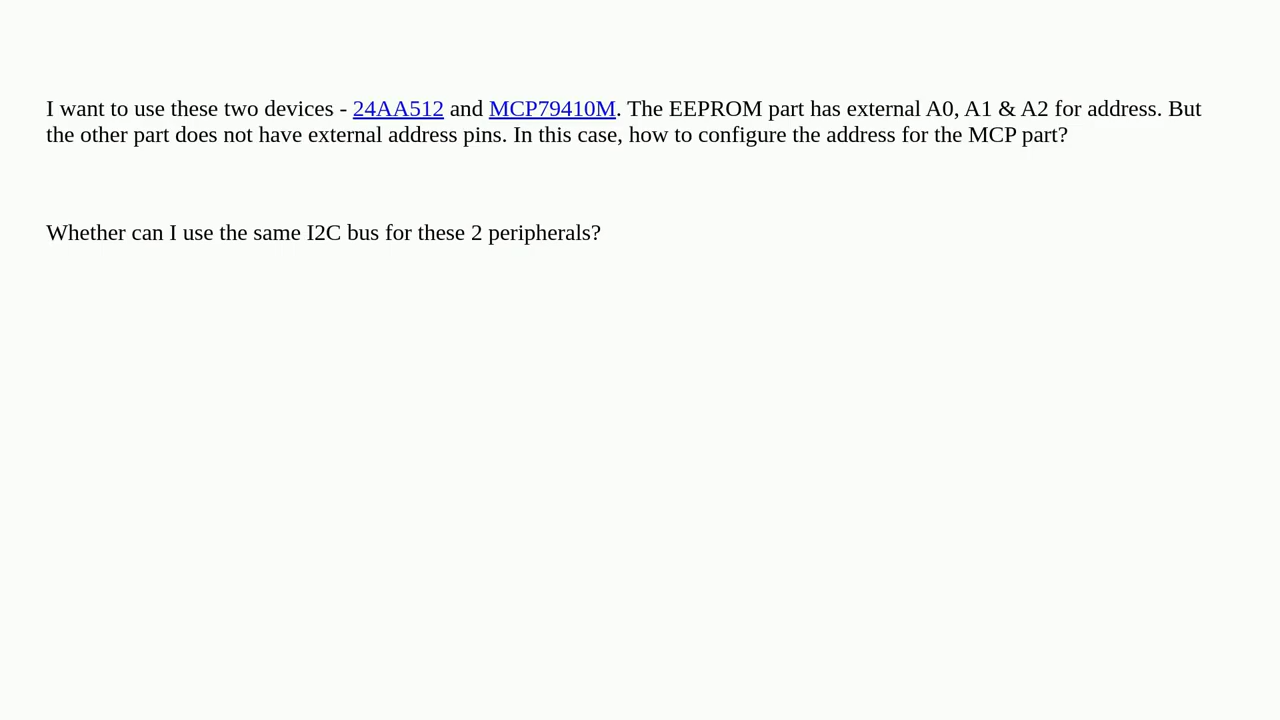 I want to use these two devices - 24AA512 and MCP79410M. The EEPROM part has external A0, A1 & A2 for address. But
the other part does not have external address pins. In this case, how to configure the address for the MCP part?
Whether can I use the same I2C bus for these 2 peripherals?